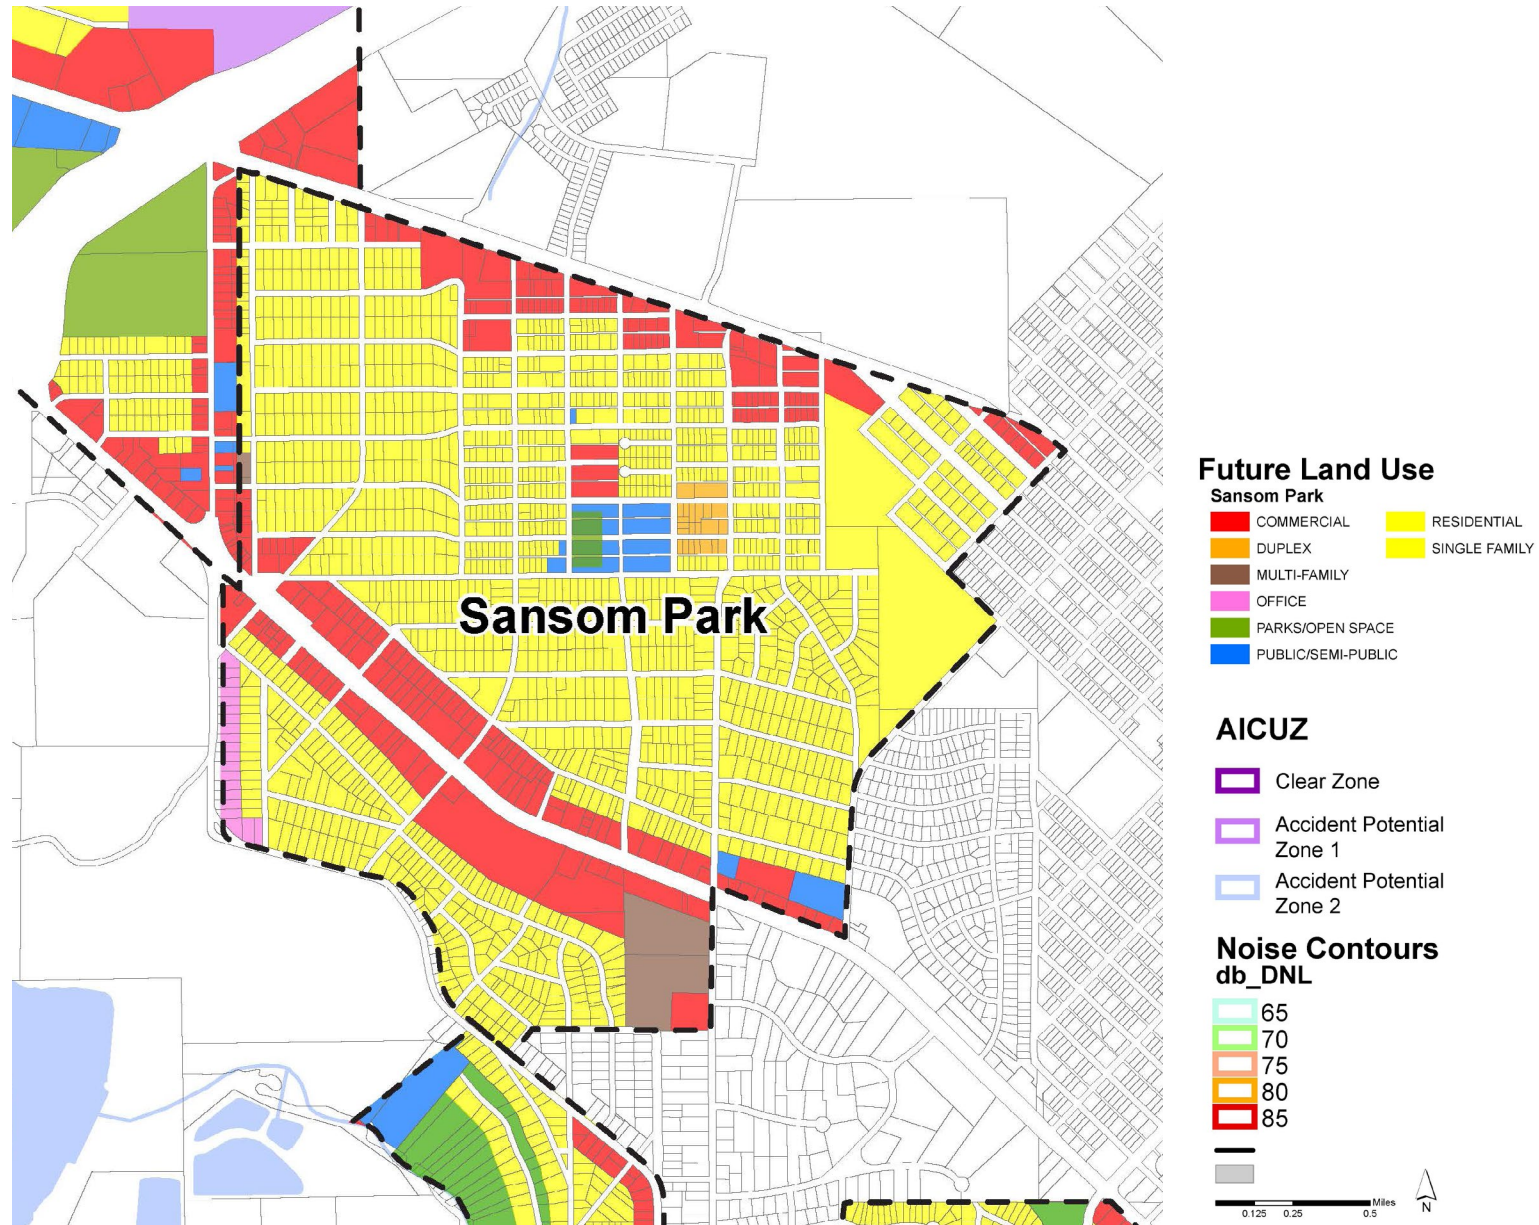 Sansom Park
Future Land Use
Sansom Park
COMMERCIAL
RESIDENTIAL
DUPLEX
SINGLE FAMILY
MULTI-FAMILY
OFFICE
PARKS/OPEN SPACE
PUBLIC/SEMI-PUBLIC
AICUZ
Clear Zone
Accident Potential
Zone 1
Accident Potential
Zone 2
Noise Contours
db_DNL
65
70
75
80
85
Miles
0.125 0.25 0.5
N